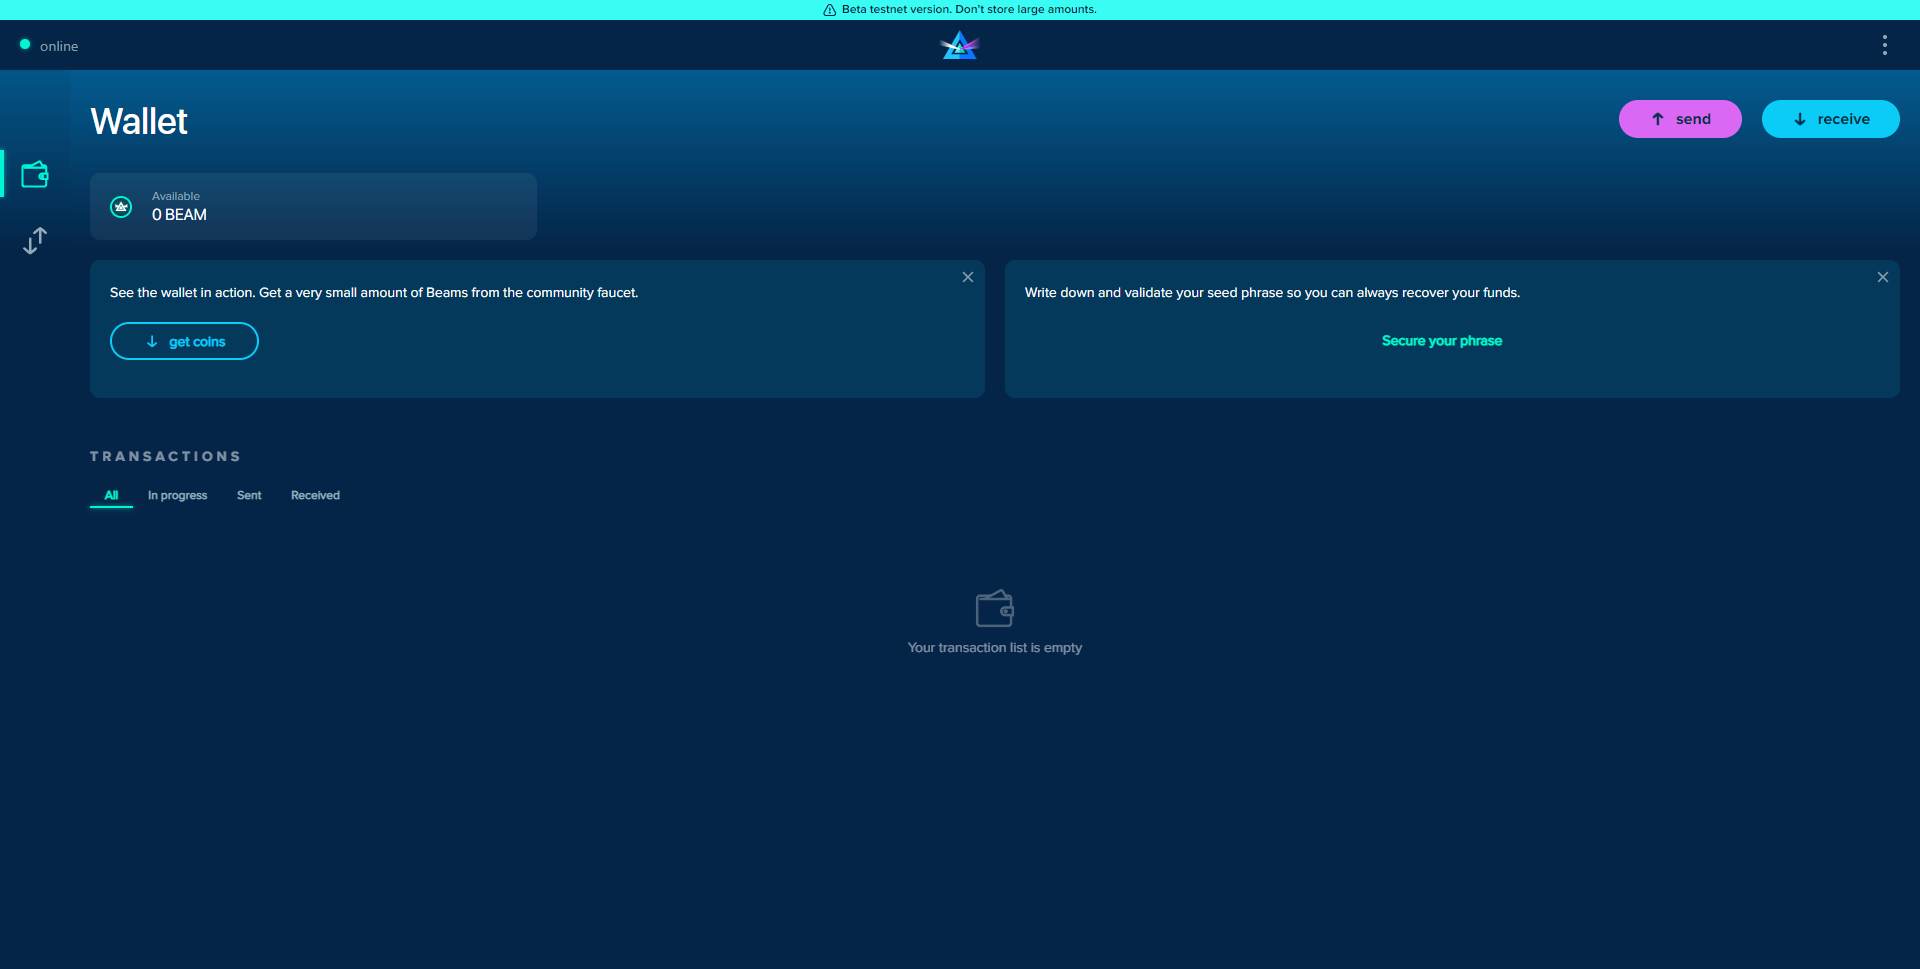 Beta testnet version. Don't store large amounts.
online
Wallet
send
receive
Available
0 BEAM
See the wallet in action. Get a very small amount of Beams from the community faucet.
get coins
Write down and validate your seed phrase so you can always recover your funds.
Secure your phrase
TRANSACTIONS
All In progress Sent Received
Your transaction list is empty